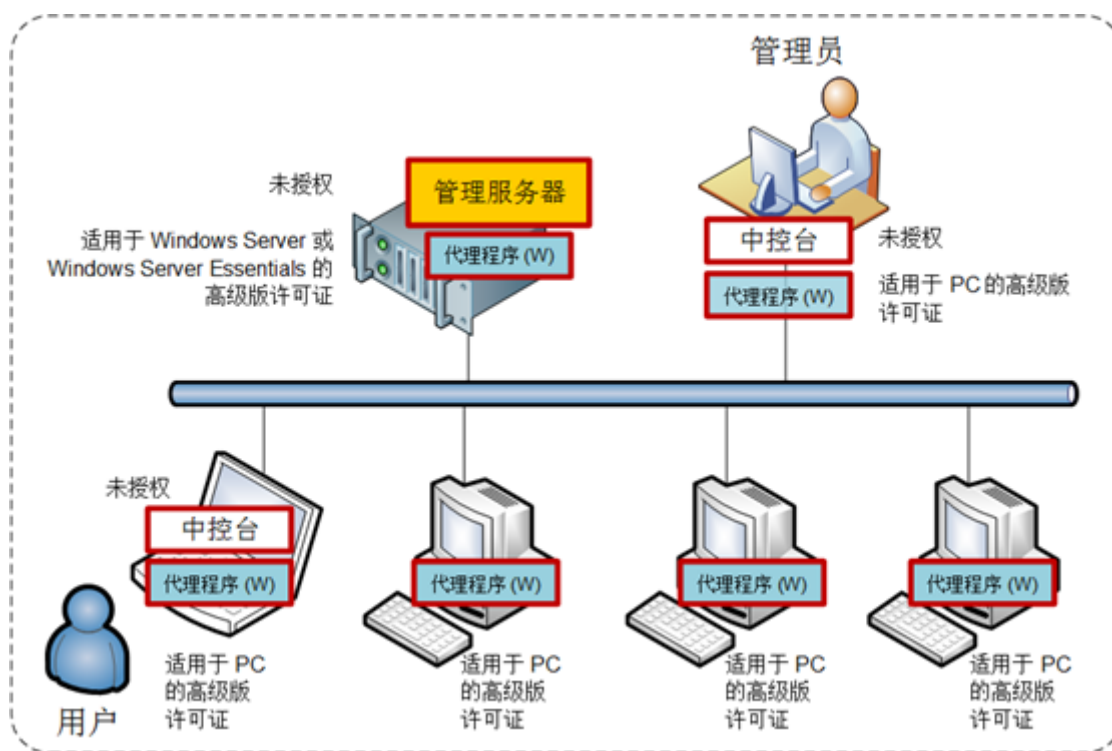 管理员
未授权
管理服务器
适用于 Windows Server 或
Windows Server Essentials 的
高级版许可证
代理程序 (W)
中控台
未授权
代理程序 (W)
适用于 PC 的高级版
许可证
未授权
中控台
代理程序 (W)
代理程序 (W)
代理程序 (W)
代理程序 (W)
用户
适用于 PC
的高级版
许可证
适用于 PC
的高级版
许可证
适用于 PC
的高级版
许可证
适用于 PC
的高级版
许可证